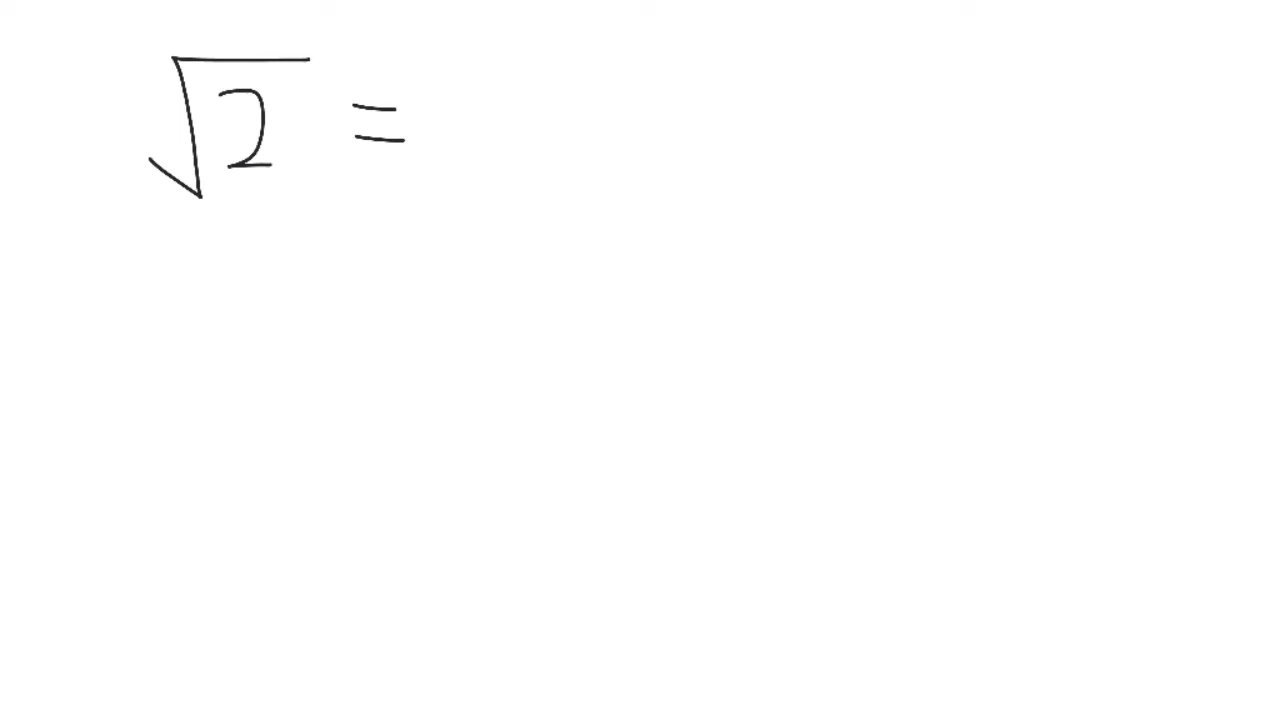 √2 =